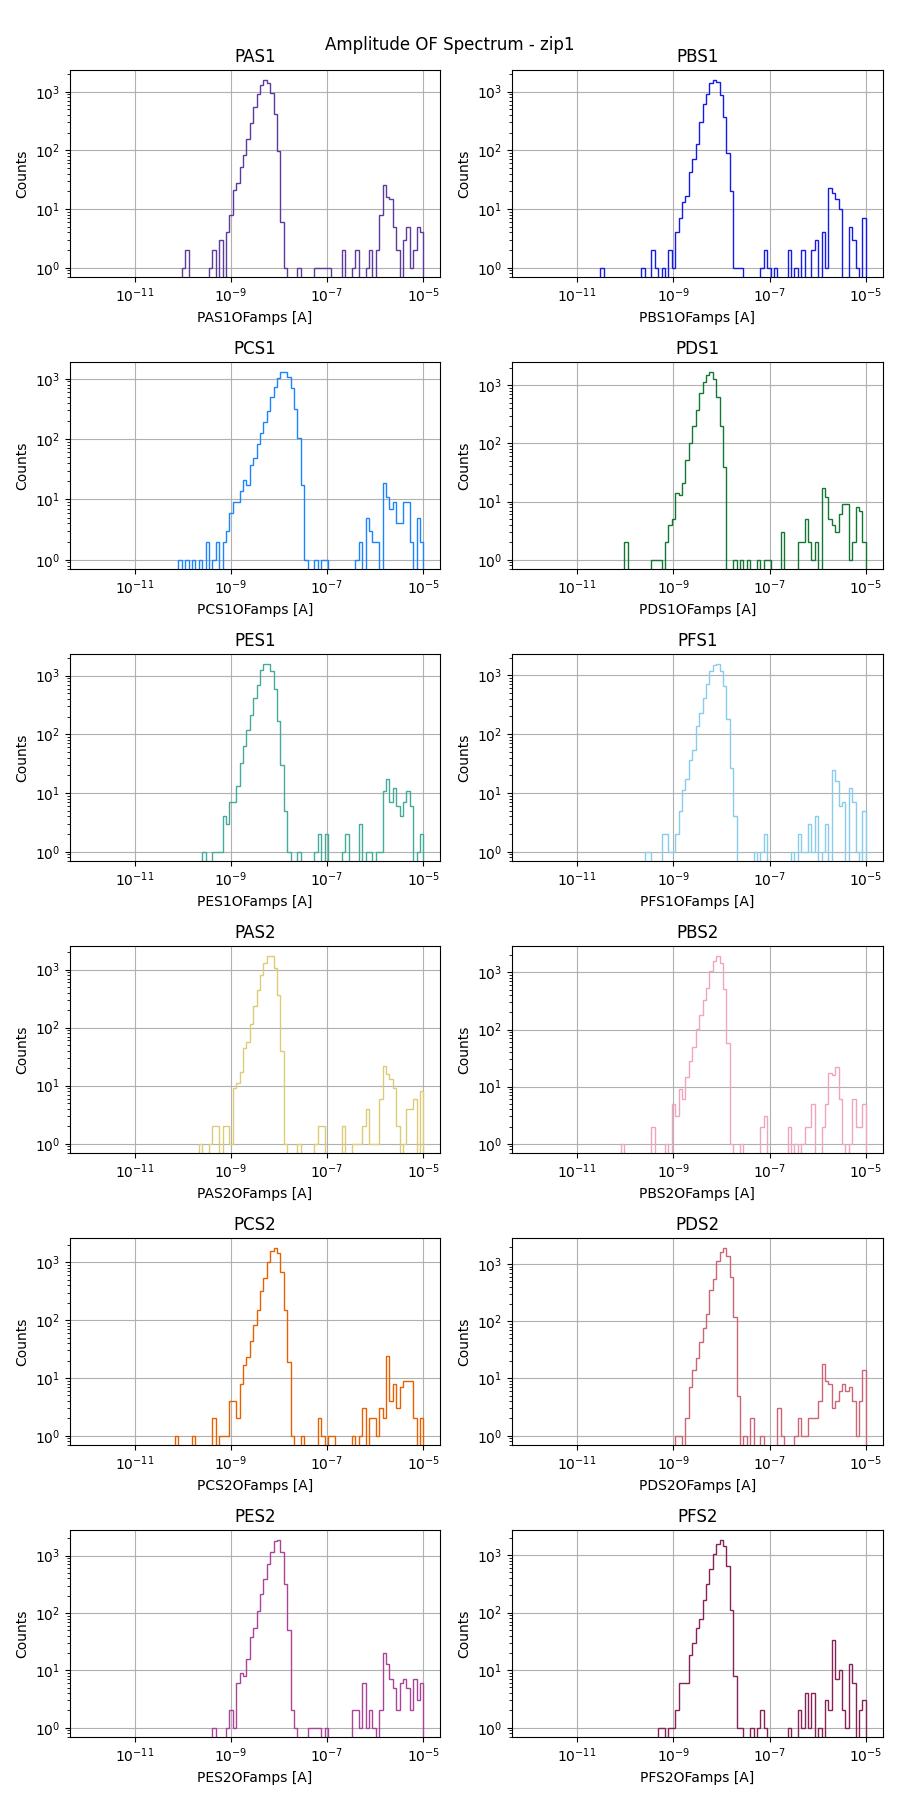 Amplitude OF Spectrum - zip1
PAS1
Counts
10³
10²
10¹
10⁰
10⁻¹¹ 10⁻⁹ 10⁻⁷ 10⁻⁵
PAS1OFamps [A]
PBS1
Counts
10³
10²
10¹
10⁰
10⁻¹¹ 10⁻⁹ 10⁻⁷ 10⁻⁵
PBS1OFamps [A]
PCS1
Counts
10³
10²
10¹
10⁰
10⁻¹¹ 10⁻⁹ 10⁻⁷ 10⁻⁵
PCS1OFamps [A]
PDS1
Counts
10³
10²
10¹
10⁰
10⁻¹¹ 10⁻⁹ 10⁻⁷ 10⁻⁵
PDS1OFamps [A]
PES1
Counts
10³
10²
10¹
10⁰
10⁻¹¹ 10⁻⁹ 10⁻⁷ 10⁻⁵
PES1OFamps [A]
PFS1
Counts
10³
10²
10¹
10⁰
10⁻¹¹ 10⁻⁹ 10⁻⁷ 10⁻⁵
PFS1OFamps [A]
PAS2
Counts
10³
10²
10¹
10⁰
10⁻¹¹ 10⁻⁹ 10⁻⁷ 10⁻⁵
PAS2OFamps [A]
PBS2
Counts
10³
10²
10¹
10⁰
10⁻¹¹ 10⁻⁹ 10⁻⁷ 10⁻⁵
PBS2OFamps [A]
PCS2
Counts
10³
10²
10¹
10⁰
10⁻¹¹ 10⁻⁹ 10⁻⁷ 10⁻⁵
PCS2OFamps [A]
PDS2
Counts
10³
10²
10¹
10⁰
10⁻¹¹ 10⁻⁹ 10⁻⁷ 10⁻⁵
PDS2OFamps [A]
PES2
Counts
10³
10²
10¹
10⁰
10⁻¹¹ 10⁻⁹ 10⁻⁷ 10⁻⁵
PES2OFamps [A]
PFS2
Counts
10³
10²
10¹
10⁰
10⁻¹¹ 10⁻⁹ 10⁻⁷ 10⁻⁵
PFS2OFamps [A]